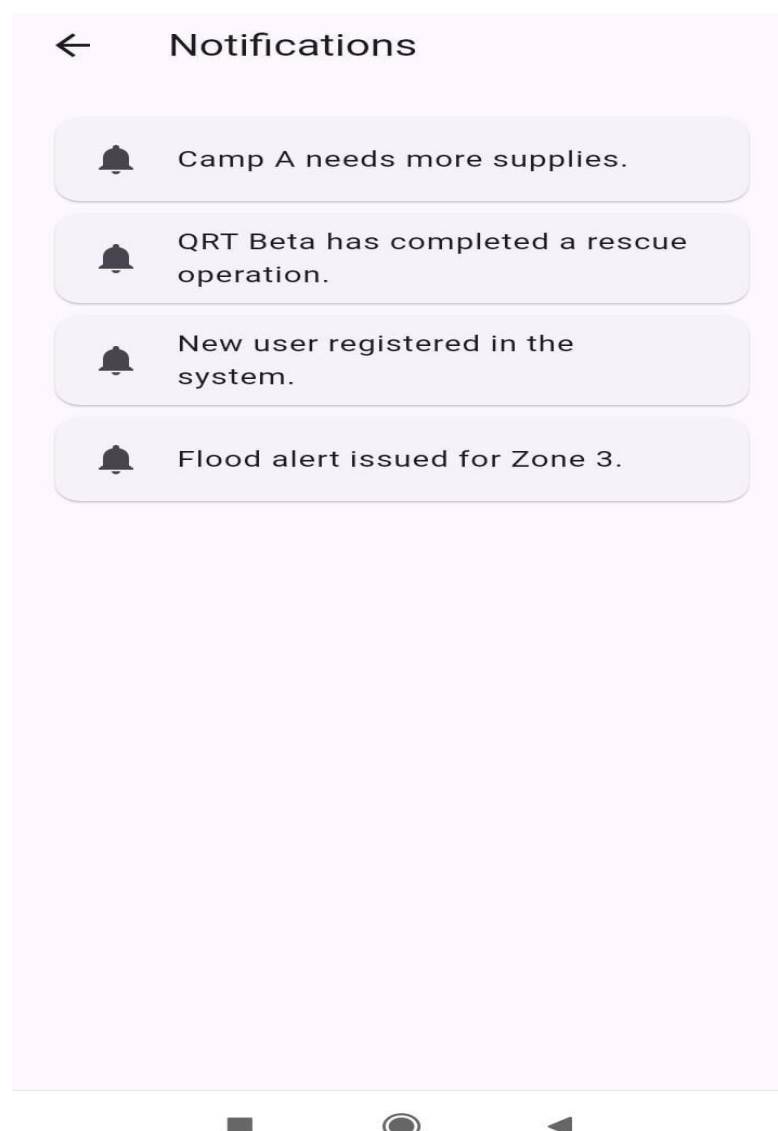 Notifications
Camp A needs more supplies.
QRT Beta has completed a rescue
operation.
New user registered in the
system.
Flood alert issued for Zone 3.